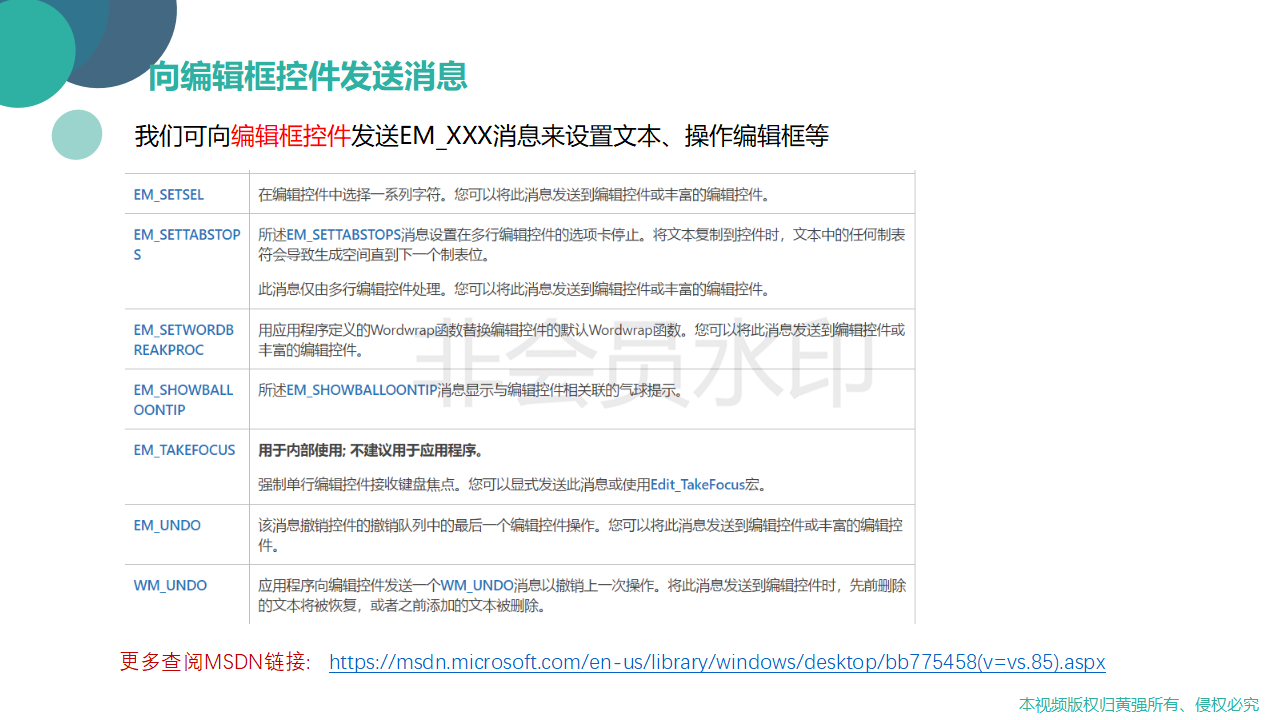 向编辑框控件发送消息
我们可向编辑框控件发送EM_XXX消息来设置文本、操作编辑框等
EM_SETSEL
在编辑控件中选择一系列字符。您可以将此消息发送到编辑控件或丰富的编辑控件。
EM_SETTABSTOP
S
所述EM_SETTABSTOPS消息设置在多行编辑控件的选项卡停止。将文本复制到控件时，文本中的任何制表
符会导致生成空间直到下一个制表位。
此消息仅由多行编辑控件处理。您可以将此消息发送到编辑控件或丰富的编辑控件。
EM_SETWORDB
REAKPROC
用应用程序定义的Wordwrap函数替换编辑控件的默认Wordwrap函数。您可以将此消息发送到编辑控件或
丰富的编辑控件。
EM_SHOWBALL
OONTIP
所述EM_SHOWBALLOONTIP消息显示与编辑控件相关联的气球提示。
EM_TAKEFOCUS
用于内部使用; 不建议用于应用程序。
强制单行编辑控件接收键盘焦点。您可以显式发送此消息或使用Edit_TakeFocus宏。
EM_UNDO
该消息撤销控件的撤销队列中的最后一个编辑控件操作。您可以将此消息发送到编辑控件或丰富的编辑控
件。
WM_UNDO
应用程序向编辑控件发送一个WM_UNDO消息以撤销上一次操作。将此消息发送到编辑控件时，先前删除
的文本将被恢复，或者之前添加的文本被删除。
非会员水印
更多查阅MSDN链接: https://msdn.microsoft.com/en-us/library/windows/desktop/bb775458(v=vs.85).aspx
本视频版权归黄强所有、侵权必究